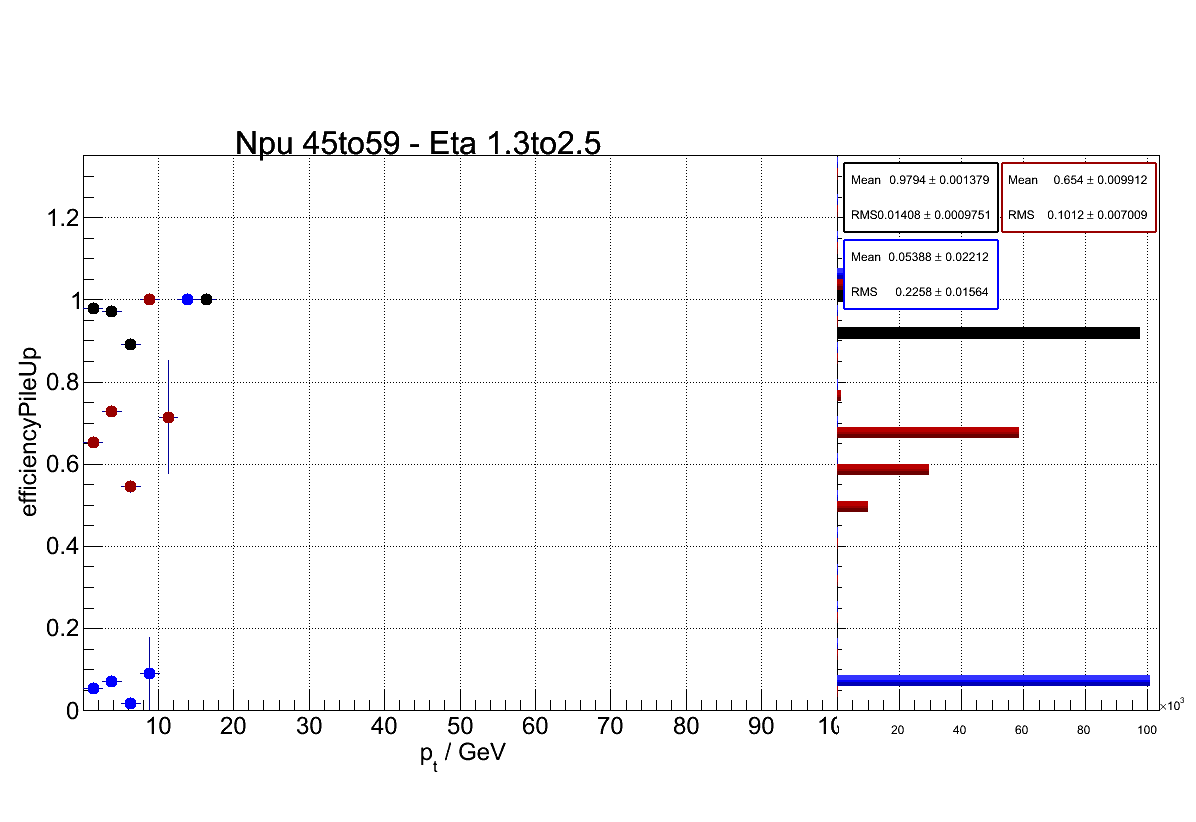 Npu 45to59 - Eta 1.3to2.5
Mean 0.9794 ± 0.001379
RMS0.01408 ± 0.0009751
Mean 0.654 ± 0.009912
RMS 0.1012 ± 0.007009
Mean 0.05388 ± 0.02212
RMS 0.2258 ± 0.01564
efficiencyPileUp
1.2
1
0.8
0.6
0.4
0.2
0
10 20 30 40 50 60 70 80 90 10
20 40 60 80 100
×10³
p_t / GeV